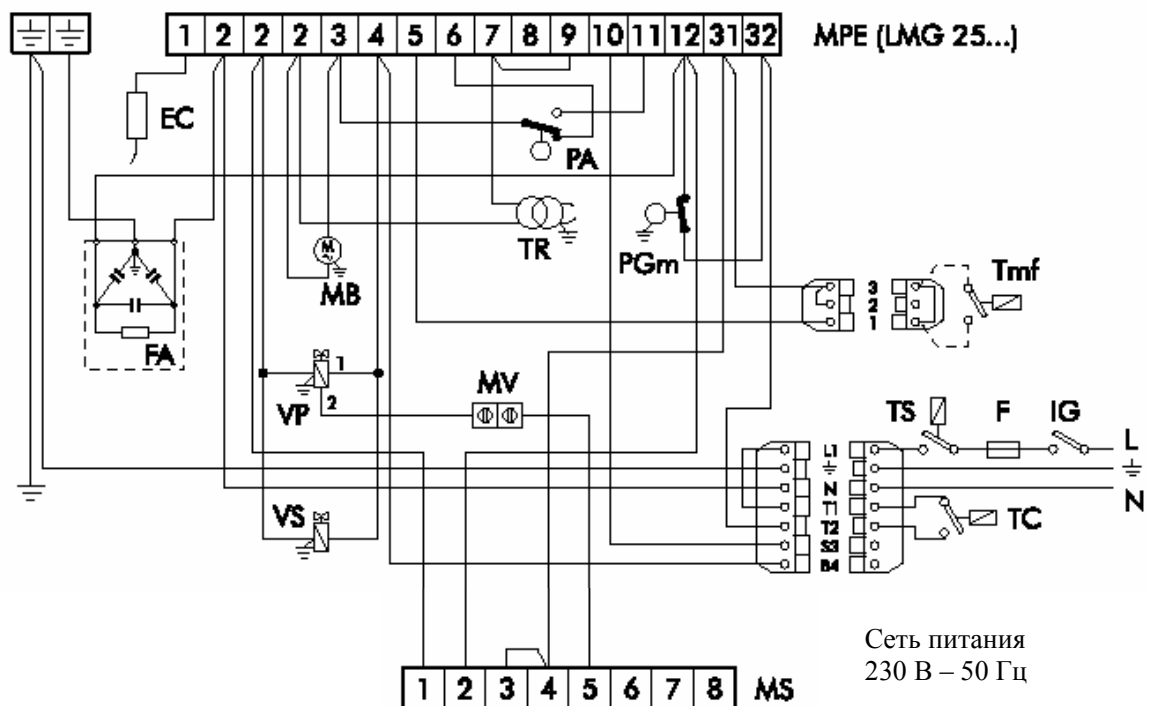 1 2 2 2 3 4 5 6 7 8 9 10 11 12 31 32 MPE (LMG 25...)
EC
PA
TR
PGm
MB
FA
3 Tmf
2
1
1
VP 2
MV
TS F IG
L1 L
N N
T1
T2 TC
S3
B4
VS
Сеть питания
230 В – 50 Гц
1 2 3 4 5 6 7 8 MS
M